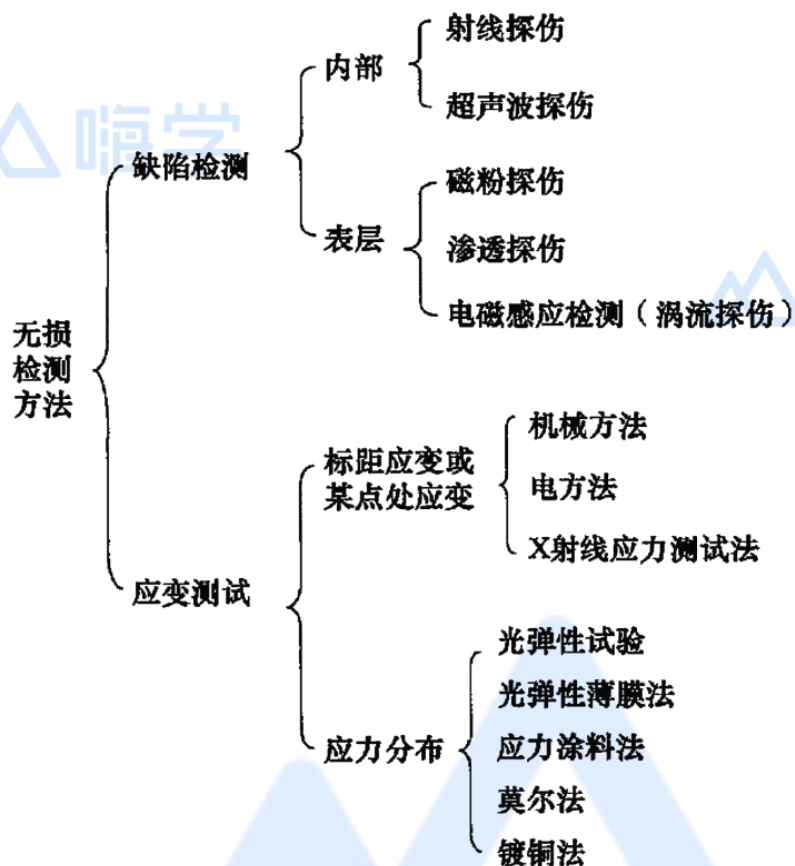 嗨学
无损
检测
方法
缺陷检测
内部
射线探伤
超声波探伤
表层
磁粉探伤
渗透探伤
电磁感应检测（涡流探伤）
应变测试
标距应变或
某点处应变
机械方法
电方法
X射线应力测试法
应力分布
光弹性试验
光弹性薄膜法
应力涂料法
莫尔法
镀铜法